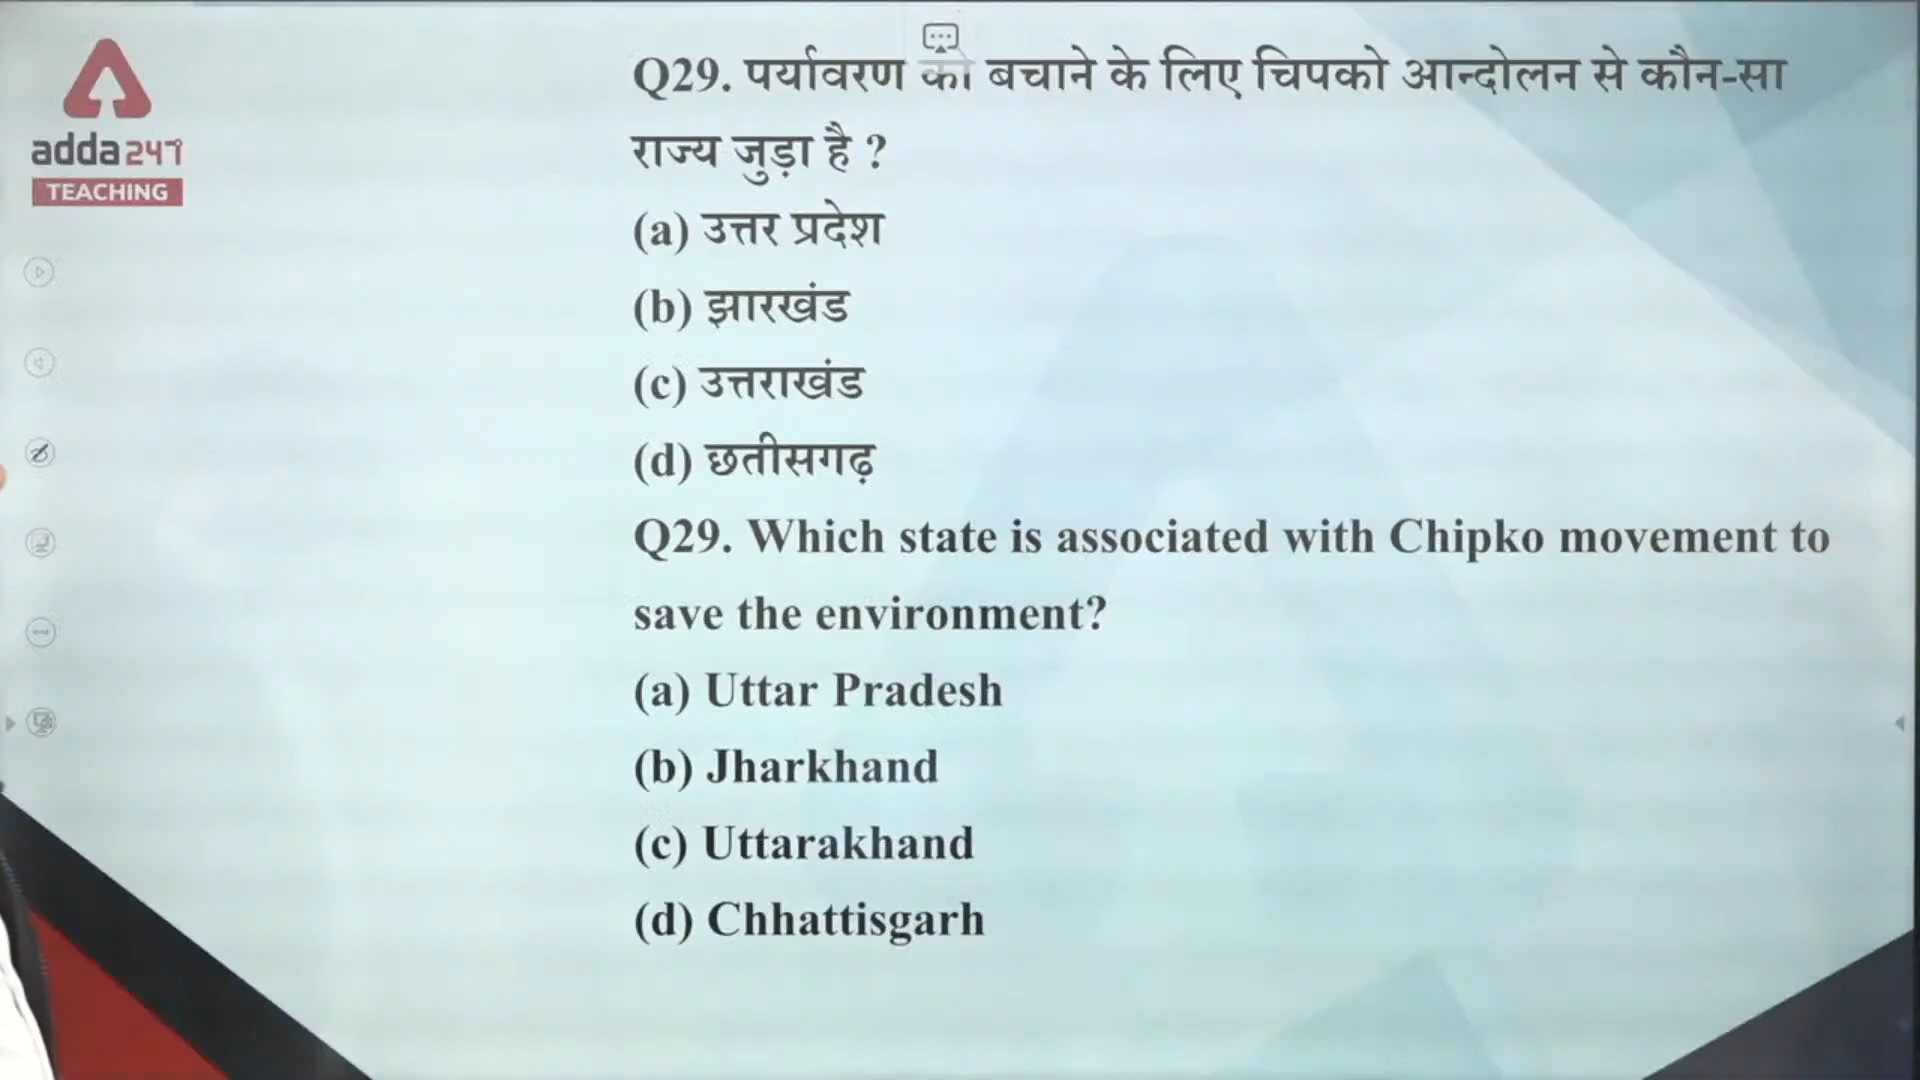 adda247
TEACHING
Q29. पर्यावरण को बचाने के लिए चिपको आन्दोलन से कौन-सा
राज्य जुड़ा है ?
(a) उत्तर प्रदेश
(b) झारखंड
(c) उत्तराखंड
(d) छतीसगढ़
Q29. Which state is associated with Chipko movement to
save the environment?
(a) Uttar Pradesh
(b) Jharkhand
(c) Uttarakhand
(d) Chhattisgarh